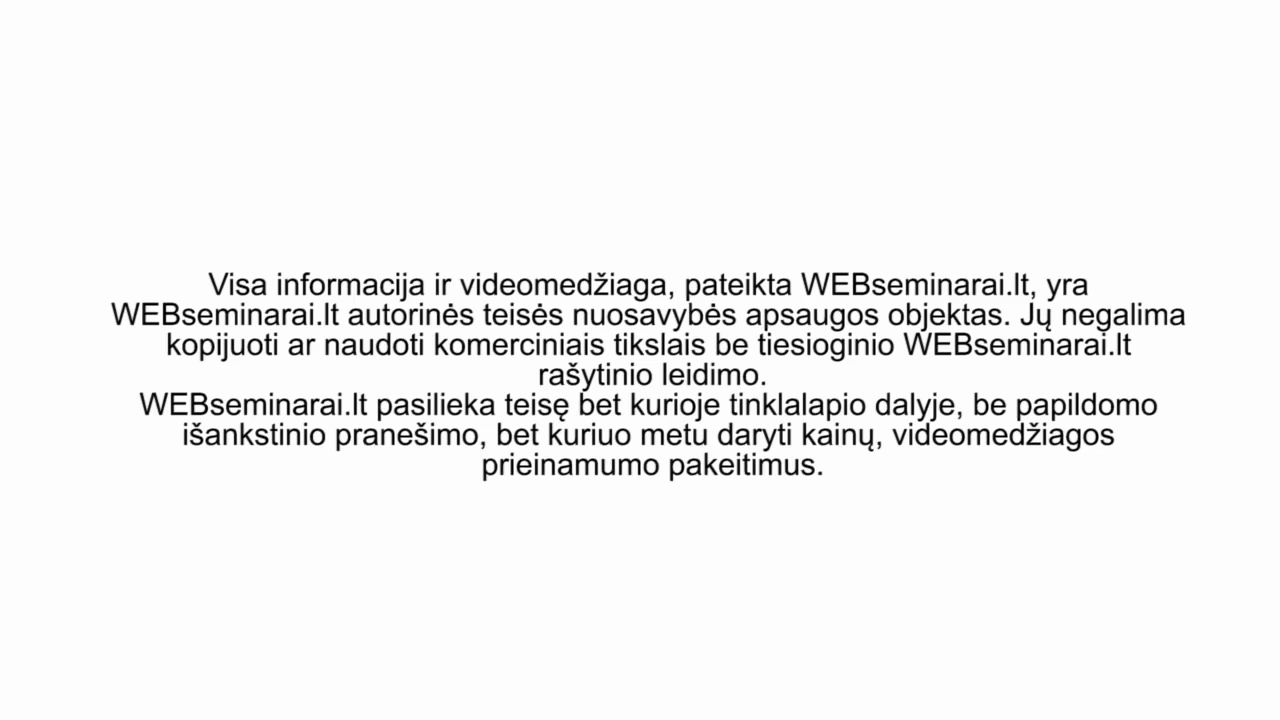 Visa informacija ir videomedžiaga, pateikta WEBseminarai.lt, yra
WEBseminarai.lt autorinės teisės nuosavybės apsaugos objektas. Jų negalima
kopijuoti ar naudoti komerciniais tikslais be tiesioginio WEBseminarai.lt
rašytinio leidimo.
WEBseminarai.lt pasilieka teisę bet kurioje tinklalapio dalyje, be papildomo
išankstinio pranešimo, bet kuriuo metu daryti kainų, videomedžiagos
prieinamumo pakeitimus.